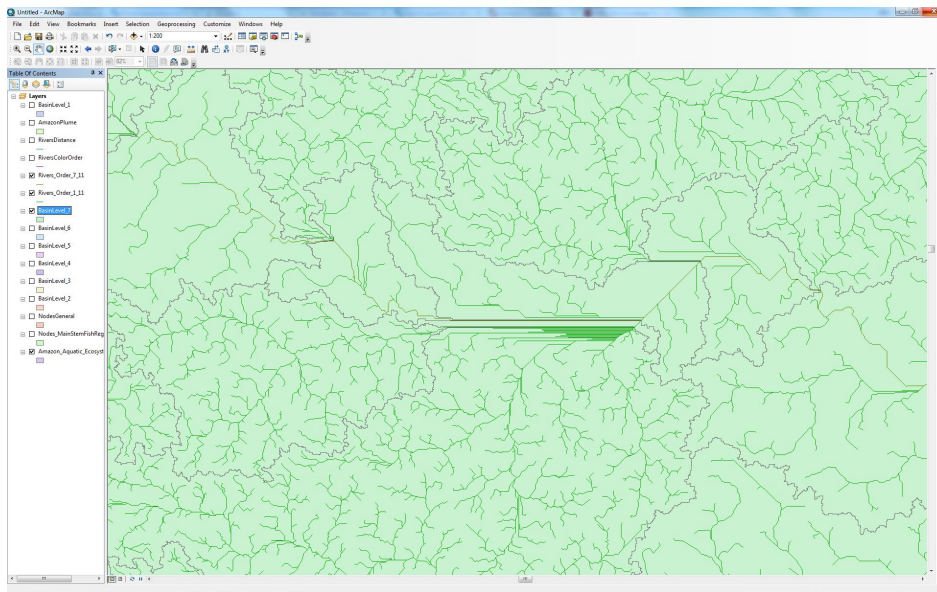 Untitled - ArcMap
File Edit View Bookmarks Insert Selection Geoprocessing Customize Windows Help
1:200
82%
Table Of Contents
Layers
BasinLevel_1
AmazonPlume
RiversDistance
RiversColorOrder
Rivers_Order_7_11
Rivers_Order_1_11
BasinLevel_7
BasinLevel_6
BasinLevel_5
BasinLevel_4
BasinLevel_3
BasinLevel_2
NodesGeneral
Nodes_MainStemFishReg
Amazon_Aquatic_Ecosyst